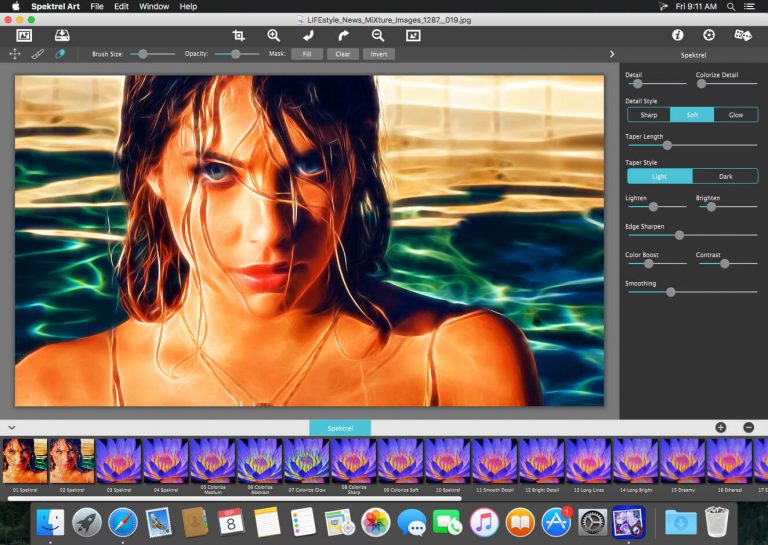 Spektrel Art File Edit Window Help Fri 9:11 AM
LIFEstyle_News_MiXture_Images_1287__019.jpg
Brush Size: Opacity: Mask: Fill Clear Invert Spektrel
Detail Colorize Detail
Detail Style
Sharp Soft Glow
Taper Length
Taper Style
Light Dark
Lighten Brighten
Edge Sharpen
Color Boost Contrast
Smoothing
Spektrel
01 Spektrel 02 Spektrel 03 Spektrel 04 Spektrel 05 Colorize Medium 06 Colorize Abstract 07 Colorize Glow 08 Colorize Sharp 09 Colorize Soft 10 Spektrel 11 Smooth Detail 12 Bright Detail 13 Long Lines 14 Long Bright 15 Dreamy 16 Ethereal
SEP
8
1